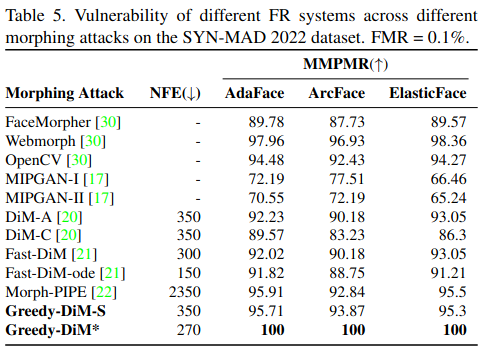 Table 5. Vulnerability of different FR systems across different
morphing attacks on the SYN-MAD 2022 dataset. FMR = 0.1%.
MMPMR(↑)
Morphing Attack NFE(↓) AdaFace ArcFace ElasticFace
FaceMorpher [30] - 89.78 87.73 89.57
Webmorph [30] - 97.96 96.93 98.36
OpenCV [30] - 94.48 92.43 94.27
MIPGAN-I [17] - 72.19 77.51 66.46
MIPGAN-II [17] - 70.55 72.19 65.24
DiM-A [20] 350 92.23 90.18 93.05
DiM-C [20] 350 89.57 83.23 86.3
Fast-DiM [21] 300 92.02 90.18 93.05
Fast-DiM-ode [21] 150 91.82 88.75 91.21
Morph-PIPE [22] 2350 95.91 92.84 95.5
Greedy-DiM-S 350 95.71 93.87 95.3
Greedy-DiM* 270 100 100 100